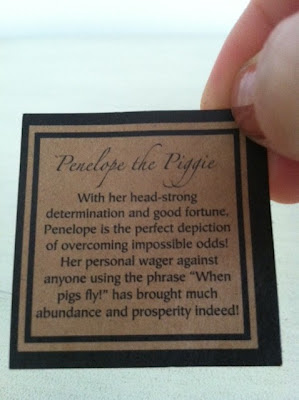 Penelope the Piggie
With her head-strong
determination and good fortune,
Penelope is the perfect depiction
of overcoming impossible odds!
Her personal wager against
anyone using the phrase "When
pigs fly!" has brought much
abundance and prosperity indeed!